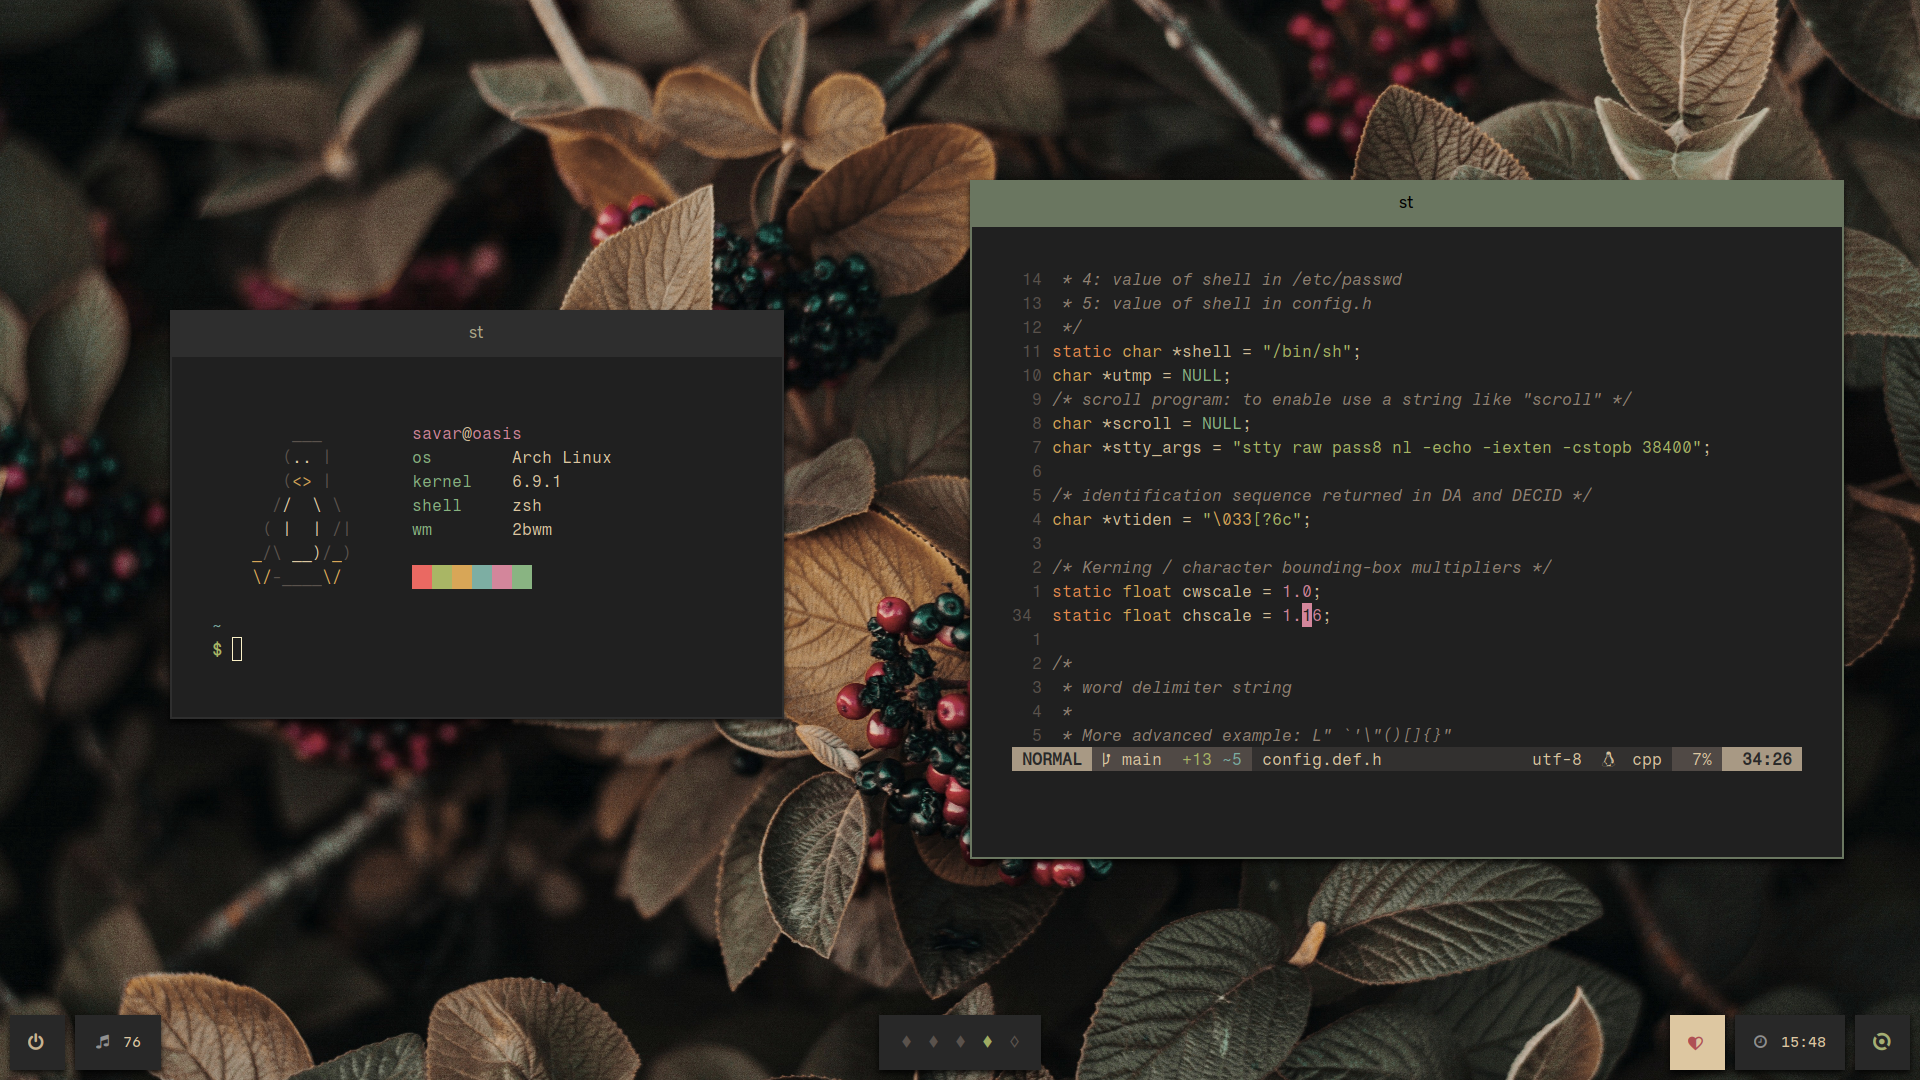 st
savar@oasis
os Arch Linux
kernel 6.9.1
shell zsh
wm 2bwm
~
$
st
14 * 4: value of shell in /etc/passwd
13 * 5: value of shell in config.h
12 */
11 static char *shell = "/bin/sh";
10 char *utmp = NULL;
9 /* scroll program: to enable use a string like "scroll" */
8 char *scroll = NULL;
7 char *stty_args = "stty raw pass8 nl -echo -iexten -cstopb 38400";
6
5 /* identification sequence returned in DA and DECID */
4 char *vtiden = "\033[?6c";
3
2 /* Kerning / character bounding-box multipliers */
1 static float cwscale = 1.0;
34 static float chscale = 1.16;
1
2 /*
3 * word delimiter string
4 *
5 * More advanced example: L" `'\"()[]{}"
NORMAL main +13 ~5 config.def.h utf-8 cpp 7% 34:26
76
15:48